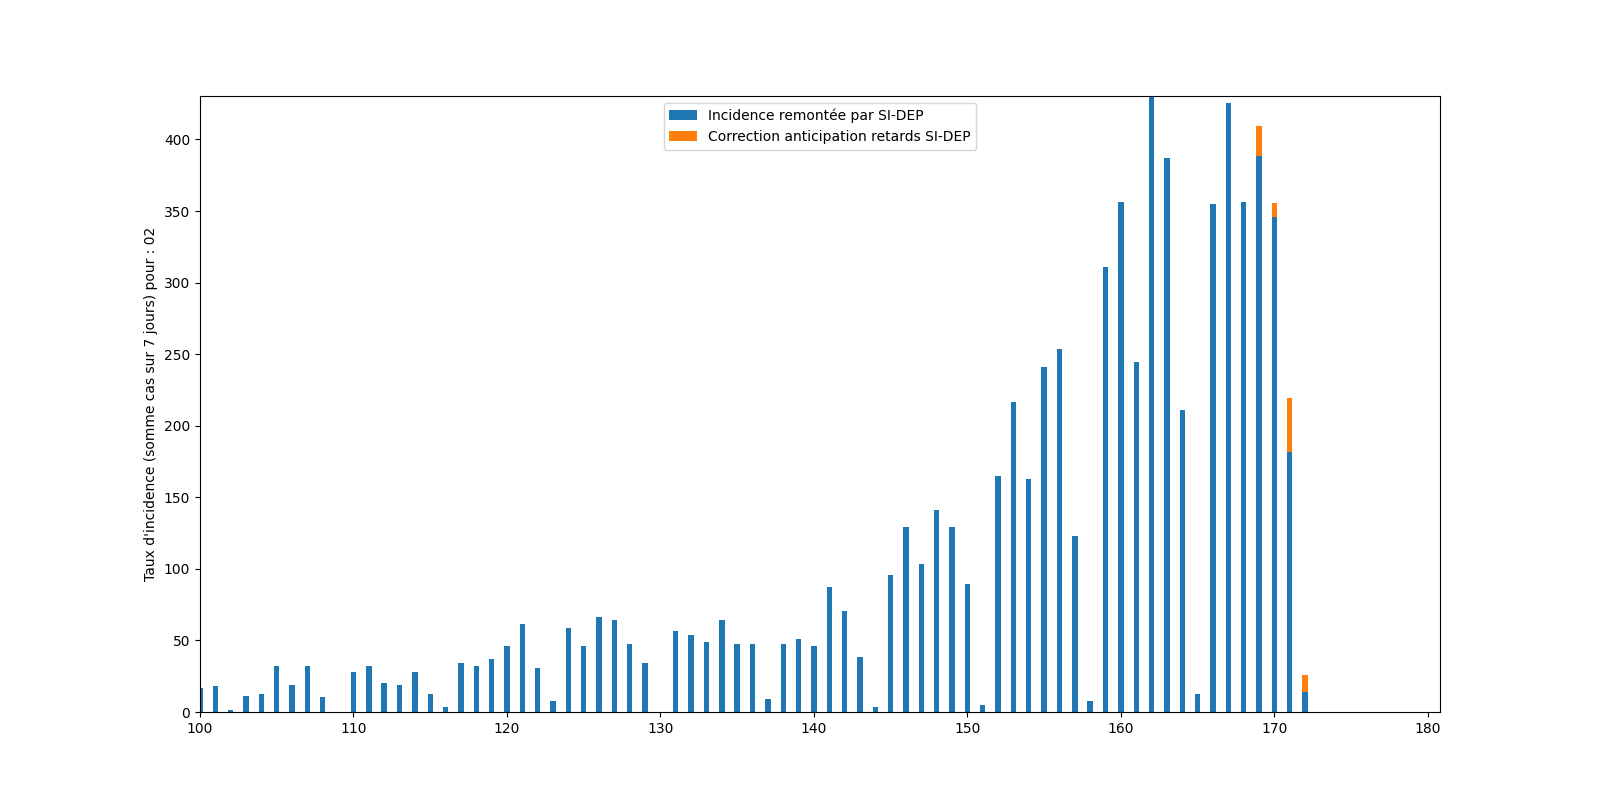 Incidence remontée par SI-DEP
Correction anticipation retards SI-DEP
Taux d'incidence (somme cas sur 7 jours) pour : 02
400
350
300
250
200
150
100
50
0
100 110 120 130 140 150 160 170 180